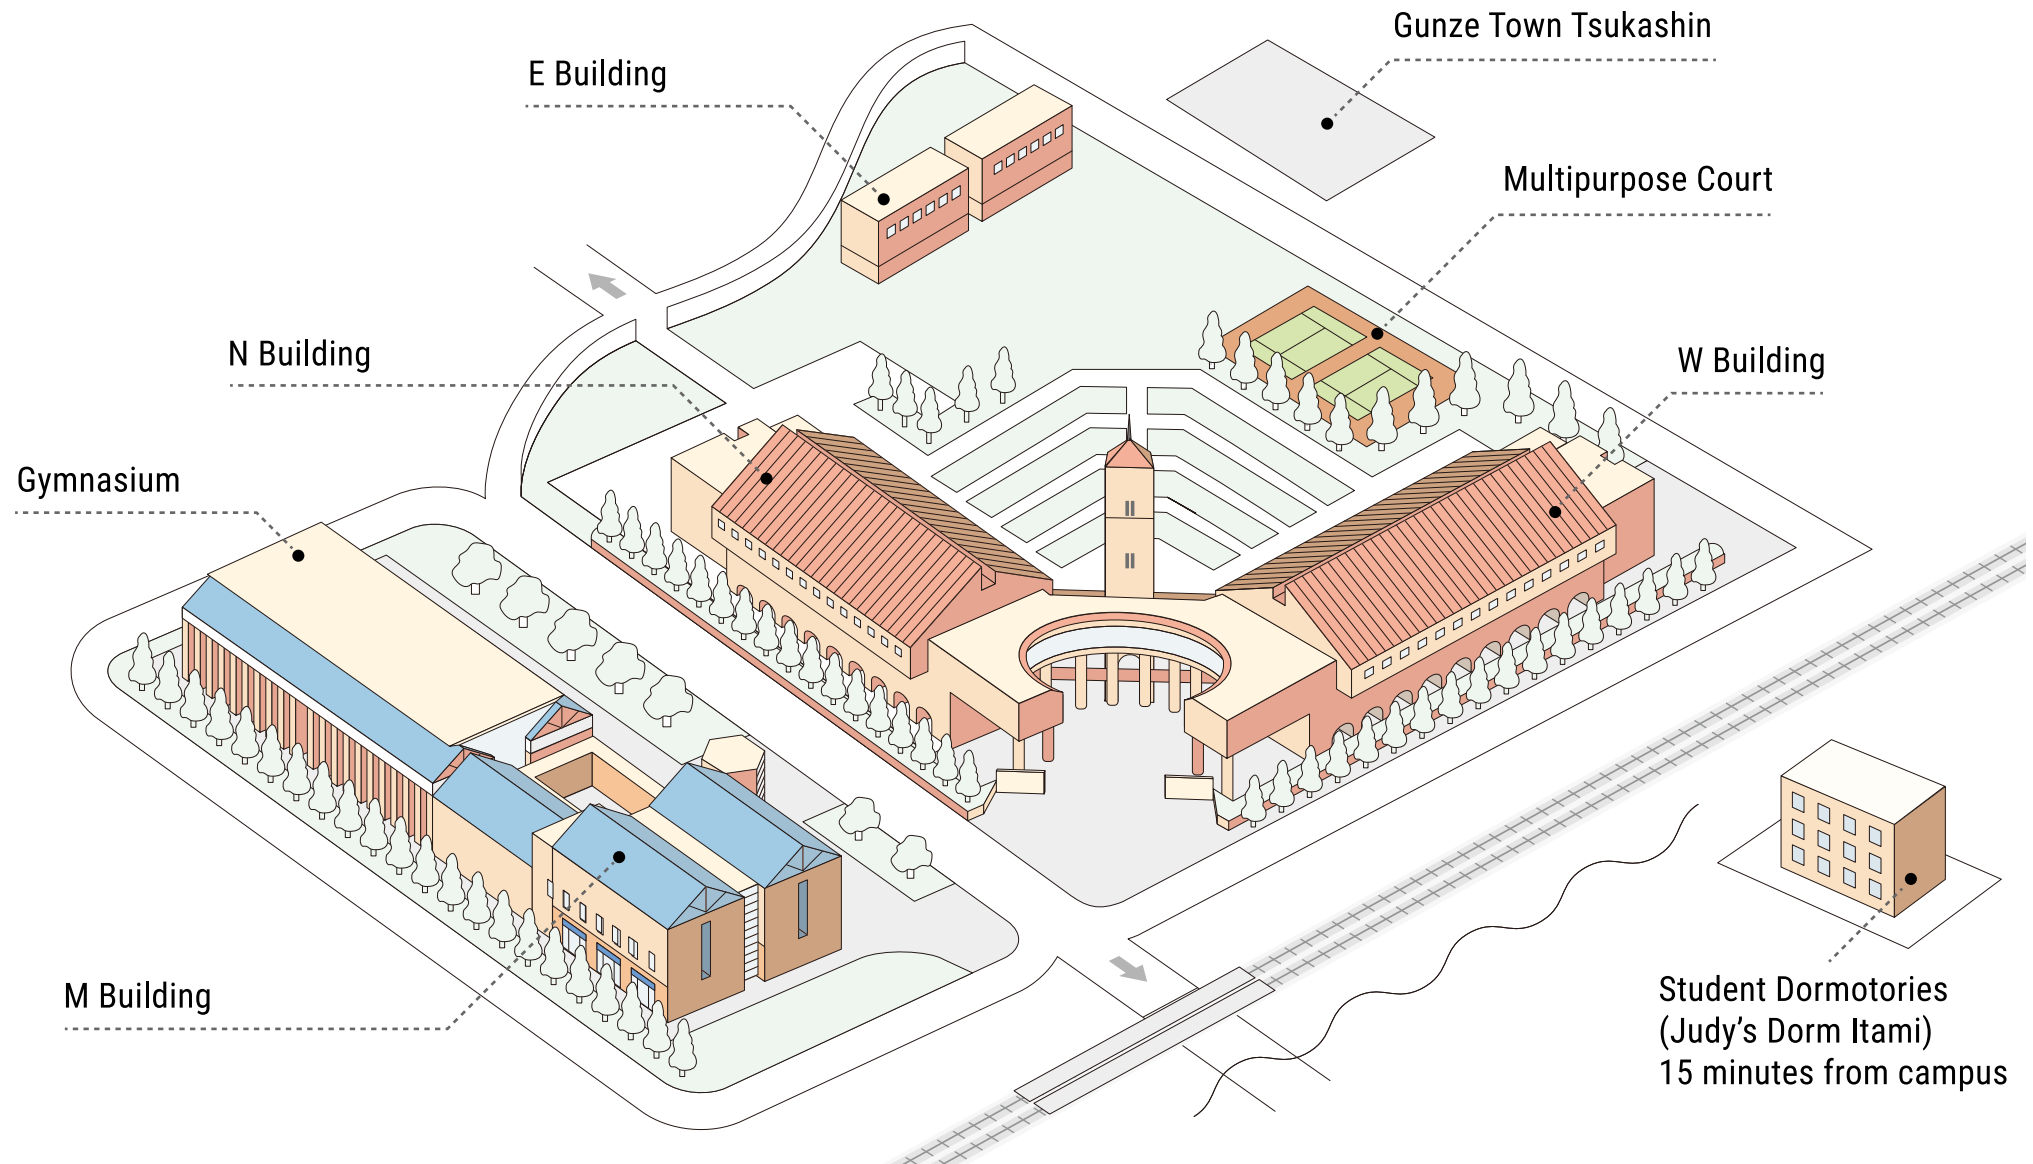 Gunze Town Tsukashin
E Building
Multipurpose Court
N Building
W Building
Gymnasium
M Building
Student Dormotories
(Judy's Dorm Itami)
15 minutes from campus